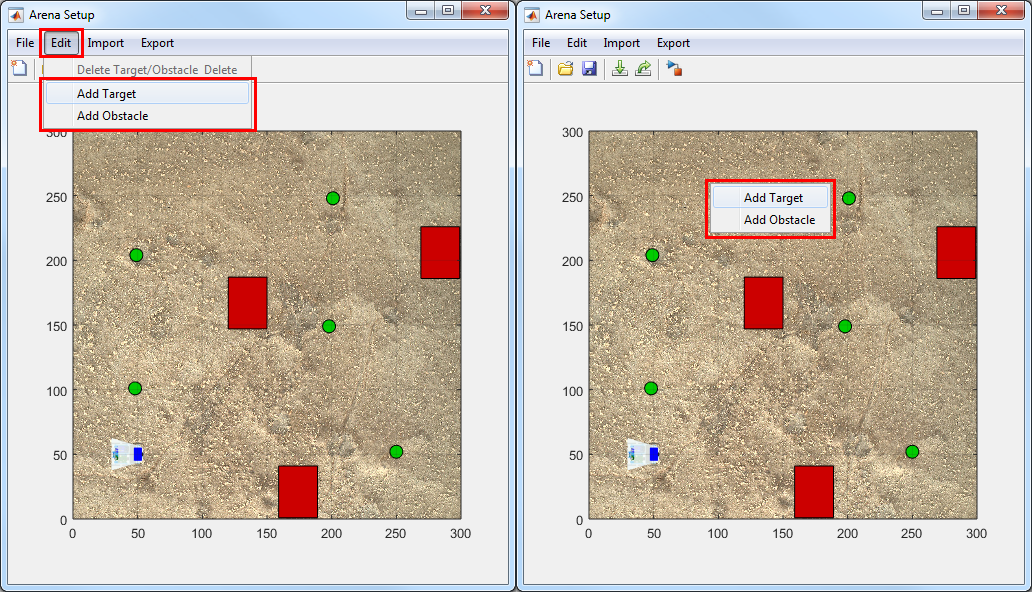 Arena Setup
File Edit Import Export
Delete Target/Obstacle Delete
Add Target
Add Obstacle
300
250
200
150
100
50
0
0 50 100 150 200 250 300
Arena Setup
File Edit Import Export
300
250
200
150
100
50
0
Add Target
Add Obstacle
0 50 100 150 200 250 300